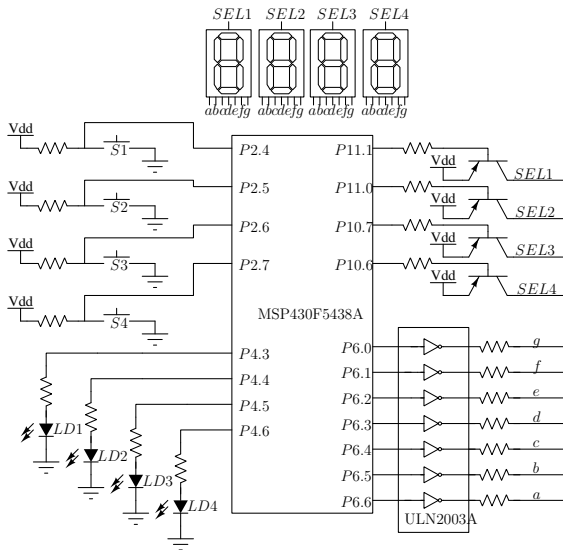 SEL1 SEL2 SEL3 SEL4
abcdefg abcdefg abcdefg abcdefg
Vdd S1 P2.4 P11.1 Vdd SEL1
Vdd S2 P2.5 P11.0 Vdd SEL2
Vdd S3 P2.6 P10.7 Vdd SEL3
Vdd S4 P2.7 P10.6 Vdd SEL4
MSP430F5438A
P4.3 P6.0 g
P4.4 P6.1 f
P4.5 P6.2 e
P4.6 P6.3 d
LD1 LD2 LD3 LD4
P6.4 c
P6.5 b
P6.6 a
ULN2003A